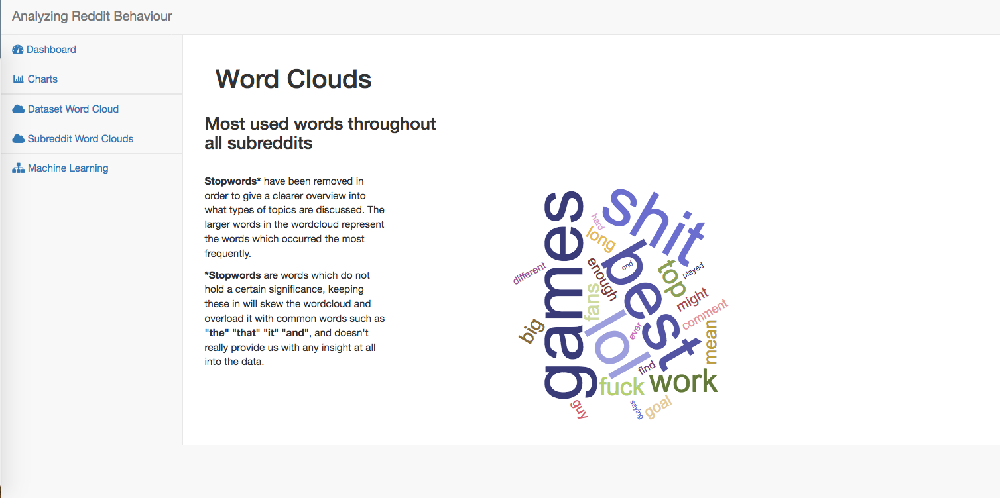 Analyzing Reddit Behaviour
Dashboard
Charts
Dataset Word Cloud
Subreddit Word Clouds
Machine Learning
Word Clouds
Most used words throughout
all subreddits
Stopwords* have been removed in
order to give a clearer overview into
what types of topics are discussed. The
larger words in the wordcloud represent
the words which occurred the most
frequently.
*Stopwords are words which do not
hold a certain significance, keeping
these in will skew the wordcloud and
overload it with common words such as
"the" "that" "it" "and", and doesn't
really provide us with any insight at all
into the data.
games
shit
hard
long
best
end
different
enough
top
played
fans
might
comment
big
lol
ever
mean
find
fuck
work
guy
saying
goal